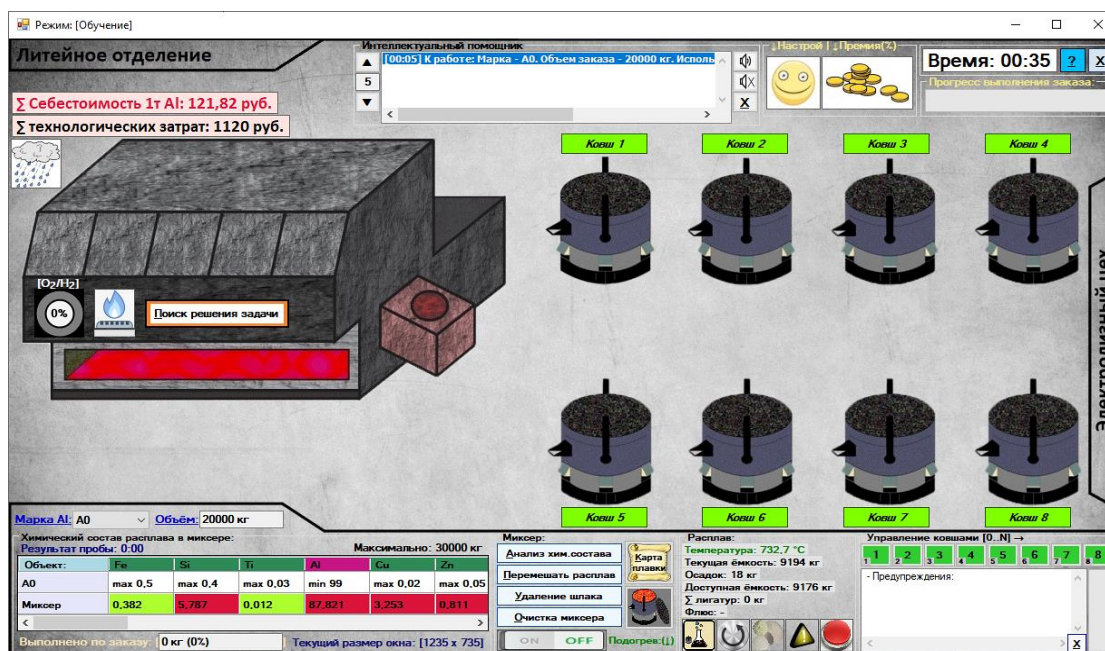 Режим: [Обучение]
Литейное отделение
Интеллектуальный помощник
[00:05] К работе: Марка - А0. Объем заказа - 20000 кг. Исполь
5
X
↓Настрой | ↓Премия(%)
Время: 00:35
?
X
Прогресс выполнения заказа:
∑ Себестоимость 1т Al: 121,82 руб.
∑ технологических затрат: 1120 руб.
Ковш 1
Ковш 2
Ковш 3
Ковш 4
[O2/H2]
0%
Поиск решения задачи
Ковш 5
Ковш 6
Ковш 7
Ковш 8
Марка Al: A0
Объём: 20000 кг
Химический состав расплава в миксере:
Результат пробы: 0:00
Максимально: 30000 кг
Объект: Fe Si Ti Al Cu Zn
A0 max 0,5 max 0,4 max 0,03 min 99 max 0,02 max 0,05
Миксер 0,382 5,787 0,012 87,821 3,253 0,811
Выполнено по заказу: 0 кг (0%)
Текущий размер окна: [1235 x 735]
Миксер:
Анализ хим.состава
Перемешать расплав
Удаление шлака
Очистка миксера
Карта плавки
ON OFF
Подогрев:(↓)
Расплав:
Температура: 732,7 °C
Текущая ёмкость: 9194 кг
Осадок: 18 кг
Доступная ёмкость: 9176 кг
∑ лигатур: 0 кг
Флюс: -
Управление ковшами [0..N] →
1 2 3 4 5 6 7 8
1 2 3 4 5 6 7 8
- Предупреждения:
X